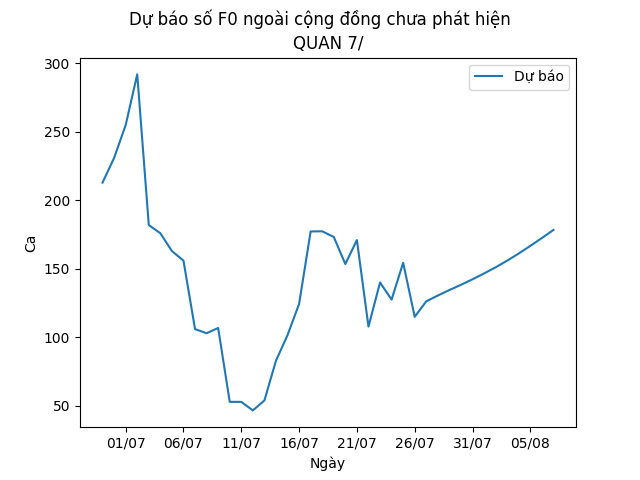 Dự báo số F0 ngoài cộng đồng chưa phát hiện
QUAN 7/
Dự báo
300
250
200
150
100
50
Ca
01/07 06/07 11/07 16/07 21/07 26/07 31/07 05/08
Ngày